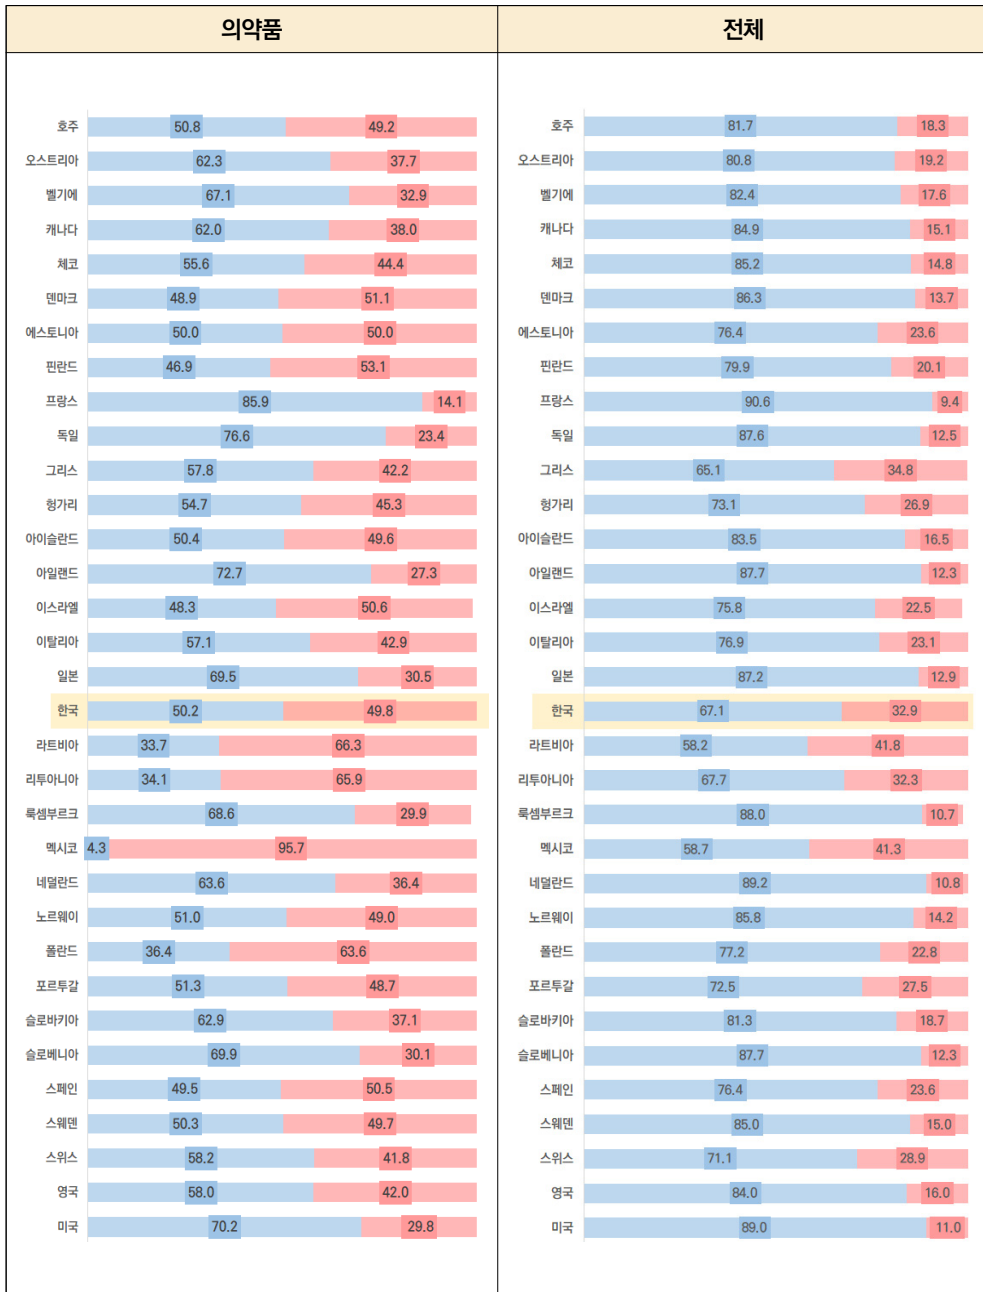 의약품 전체
호주 50.8 49.2 호주 81.7 18.3
오스트리아 62.3 37.7 오스트리아 80.8 19.2
벨기에 67.1 32.9 벨기에 82.4 17.6
캐나다 62.0 38.0 캐나다 84.9 15.1
체코 55.6 44.4 체코 85.2 14.8
덴마크 48.9 51.1 덴마크 86.3 13.7
에스토니아 50.0 50.0 에스토니아 76.4 23.6
핀란드 46.9 53.1 핀란드 79.9 20.1
프랑스 85.9 14.1 프랑스 90.6 9.4
독일 76.6 23.4 독일 87.6 12.5
그리스 57.8 42.2 그리스 65.1 34.8
헝가리 54.7 45.3 헝가리 73.1 26.9
아이슬란드 50.4 49.6 아이슬란드 83.5 16.5
아일랜드 72.7 27.3 아일랜드 87.7 12.3
이스라엘 48.3 50.6 이스라엘 75.8 22.5
이탈리아 57.1 42.9 이탈리아 76.9 23.1
일본 69.5 30.5 일본 87.2 12.9
한국 50.2 49.8 한국 67.1 32.9
라트비아 33.7 66.3 라트비아 58.2 41.8
리투아니아 34.1 65.9 리투아니아 67.7 32.3
룩셈부르크 68.6 29.9 룩셈부르크 88.0 10.7
멕시코 4.3 95.7 멕시코 58.7 41.3
네덜란드 63.6 36.4 네덜란드 89.2 10.8
노르웨이 51.0 49.0 노르웨이 85.8 14.2
폴란드 36.4 63.6 폴란드 77.2 22.8
포르투갈 51.3 48.7 포르투갈 72.5 27.5
슬로바키아 62.9 37.1 슬로바키아 81.3 18.7
슬로베니아 69.9 30.1 슬로베니아 87.7 12.3
스페인 49.5 50.5 스페인 76.4 23.6
스웨덴 50.3 49.7 스웨덴 85.0 15.0
스위스 58.2 41.8 스위스 71.1 28.9
영국 58.0 42.0 영국 84.0 16.0
미국 70.2 29.8 미국 89.0 11.0